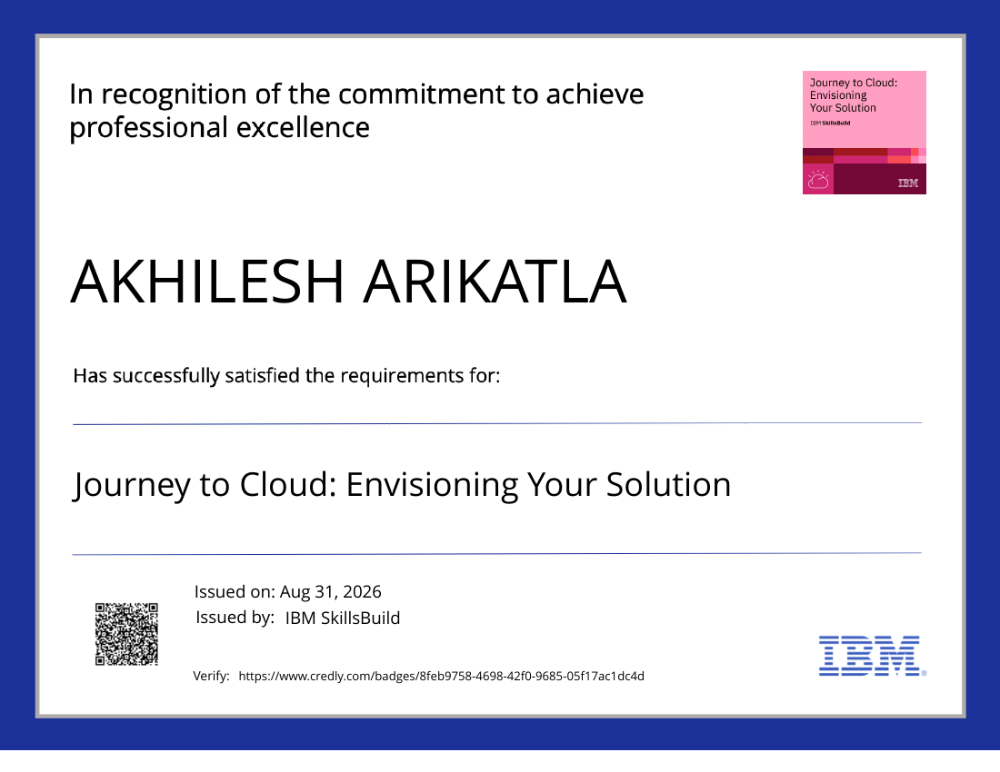 In recognition of the commitment to achieve
professional excellence
Journey to Cloud:
Envisioning
Your Solution
IBM SkillsBuild
IBM
AKHILESH ARIKATLA
Has successfully satisfied the requirements for:
Journey to Cloud: Envisioning Your Solution
Issued on: Aug 31, 2026
Issued by: IBM SkillsBuild
Verify: https://www.credly.com/badges/8feb9758-4698-42f0-9685-05f17ac1dc4d
IBM®